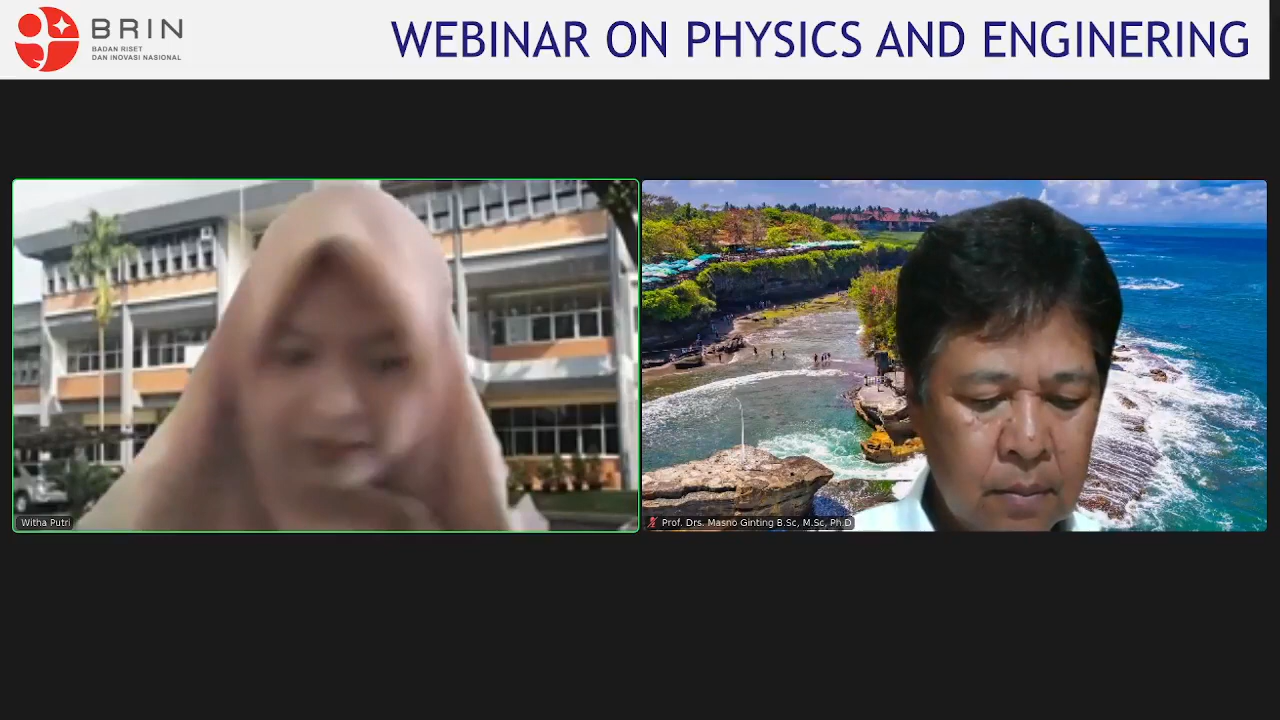 BRIN
BADAN RISET
DAN INOVASI NASIONAL
WEBINAR ON PHYSICS AND ENGINERING
Witha Putri
Prof. Drs. Masno Ginting B.Sc, M.Sc, Ph.D